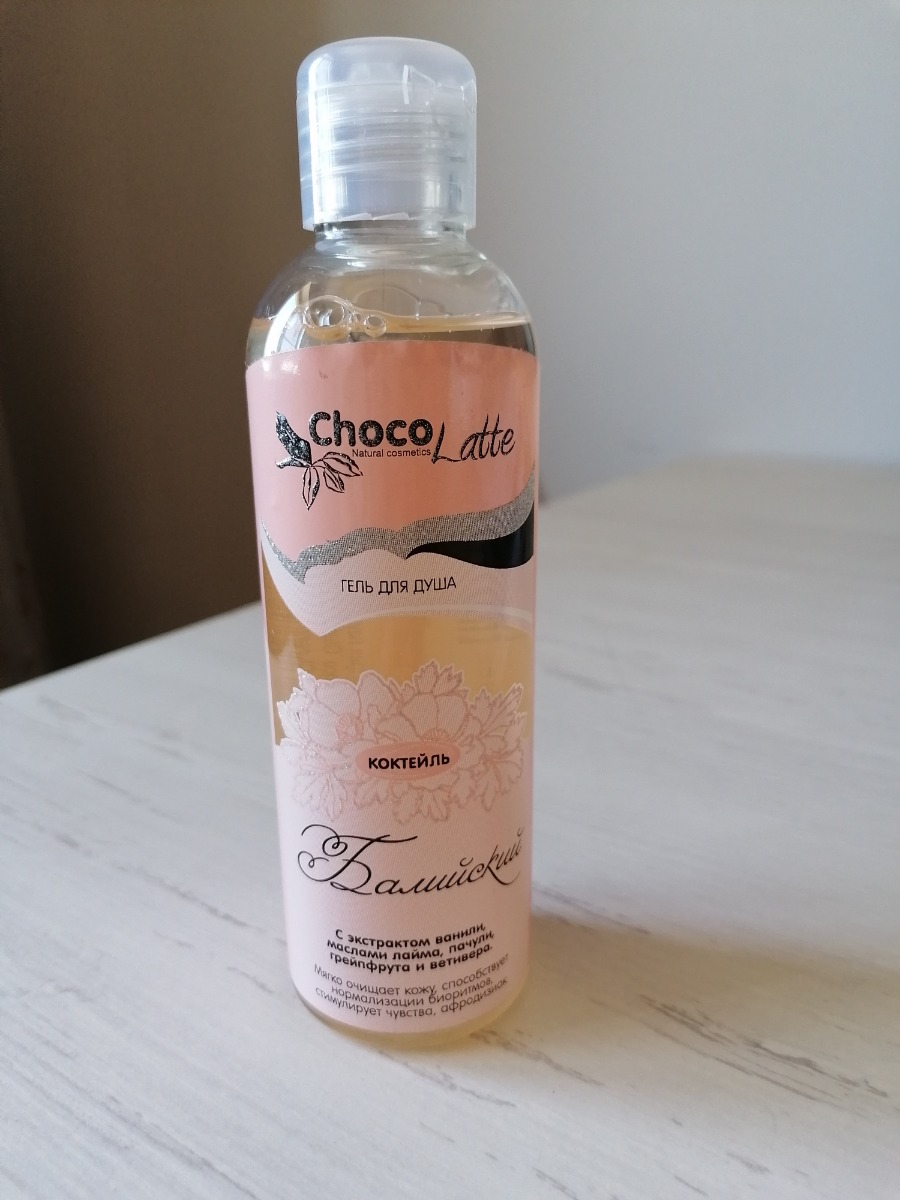 Choco Latte
Natural cosmetics
ГЕЛЬ ДЛЯ ДУША
КОКТЕЙЛЬ
Балийский
С экстрактом ванили,
маслами лайма, пачули,
грейпфрута и ветивера.
Мягко очищает кожу, способствует
нормализации биоритмов,
стимулирует чувства, афродизиак